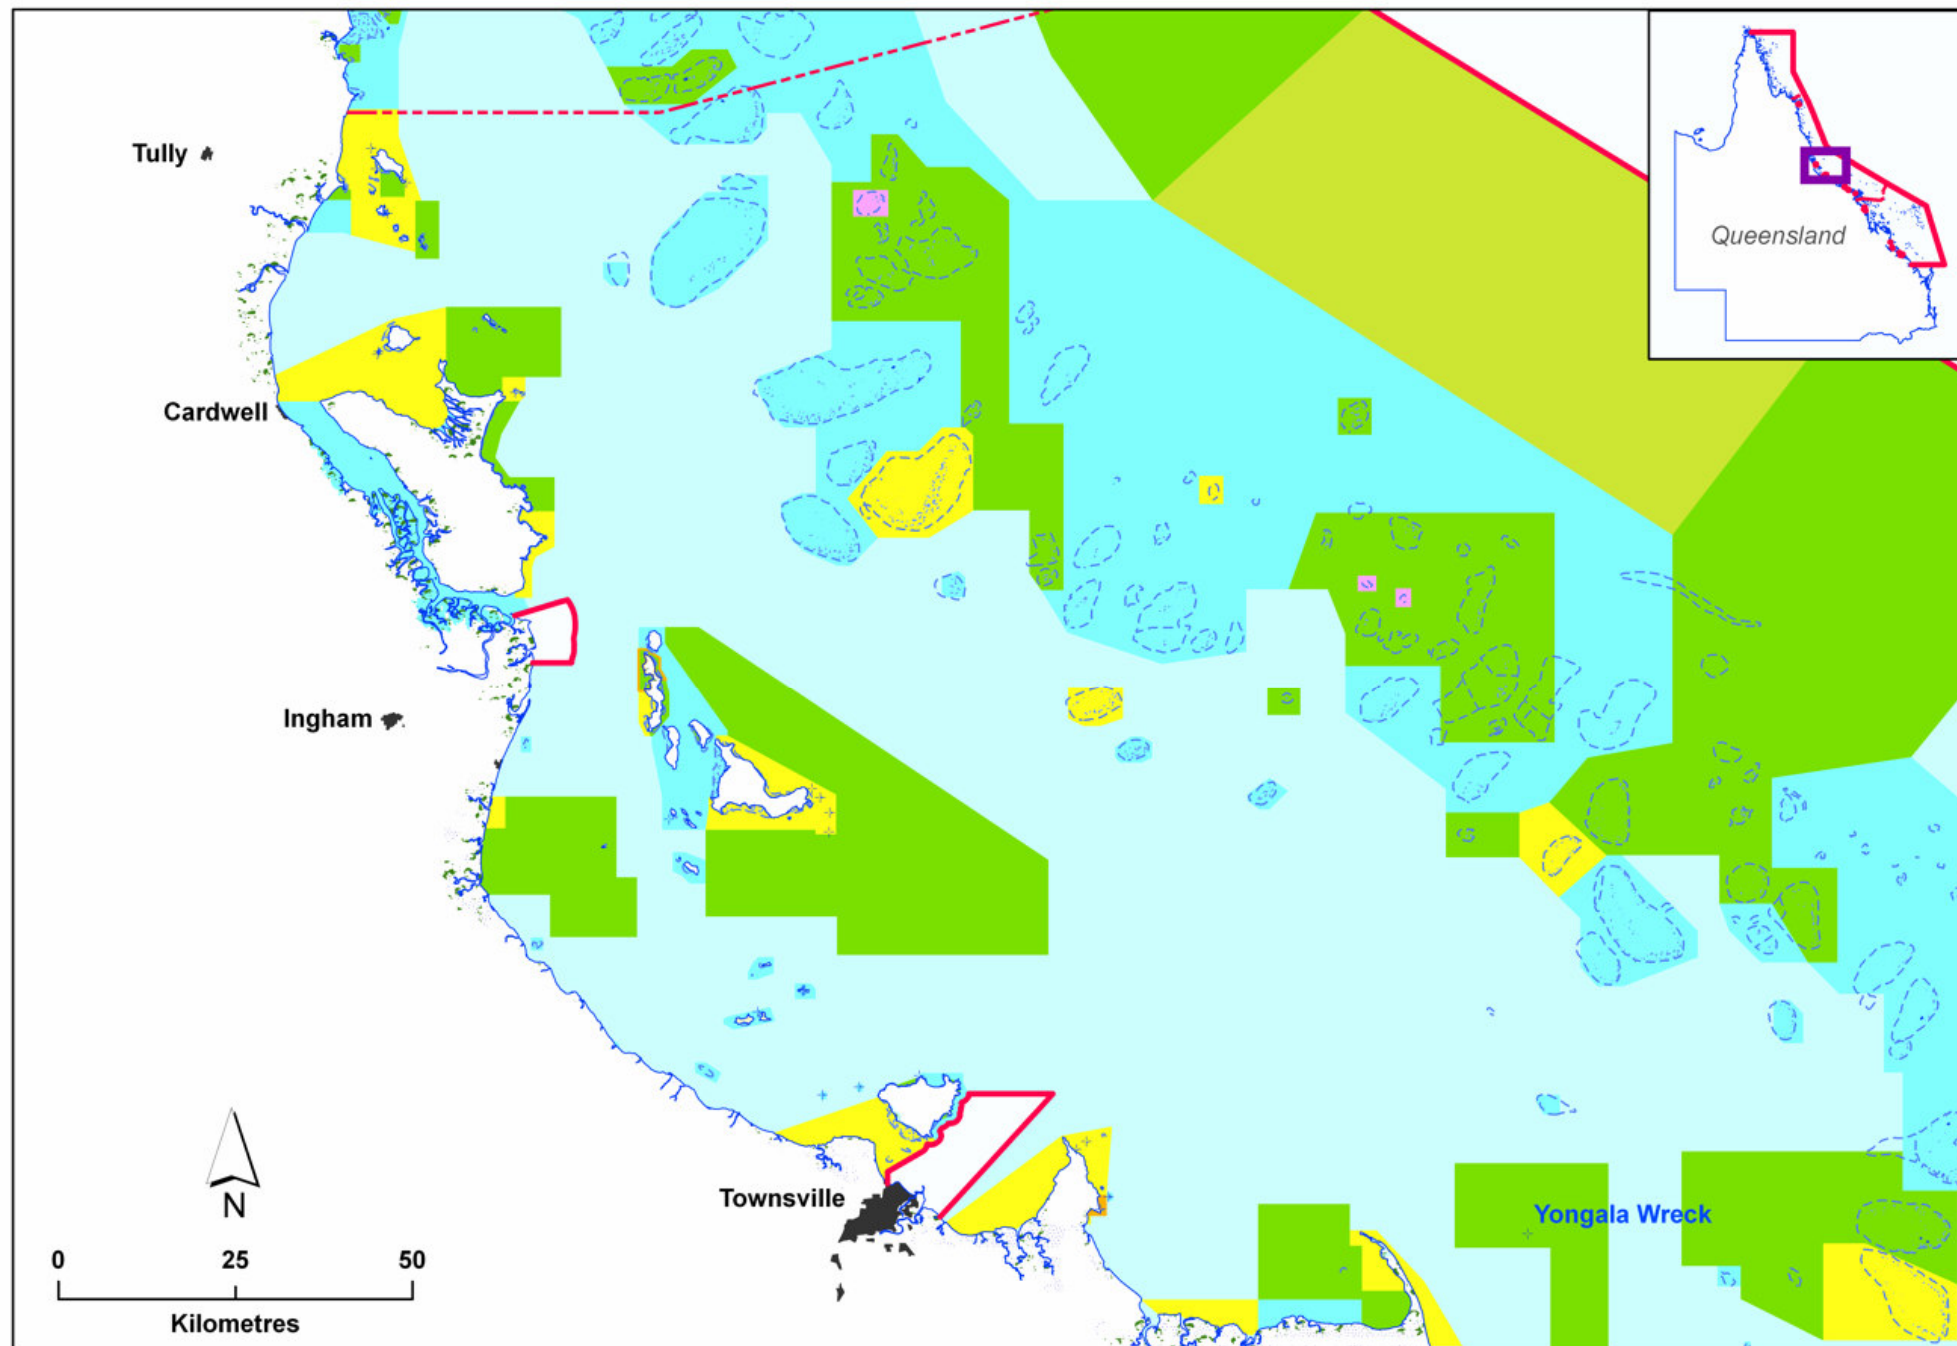 Tully
Queensland
Cardwell
Ingham
Townsville
Yongala Wreck
N
0 25 50
Kilometres